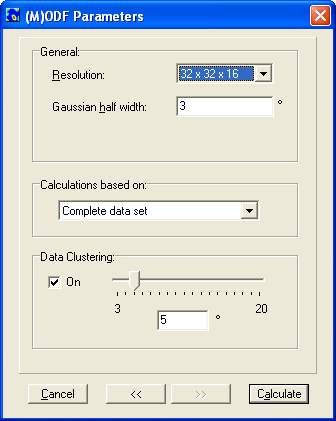 (M)ODF Parameters
General:
Resolution: 32 x 32 x 16
Gaussian half width: 3 °
Calculations based on:
Complete data set
Data Clustering:
On
3 20
5 °
Cancel << >> Calculate